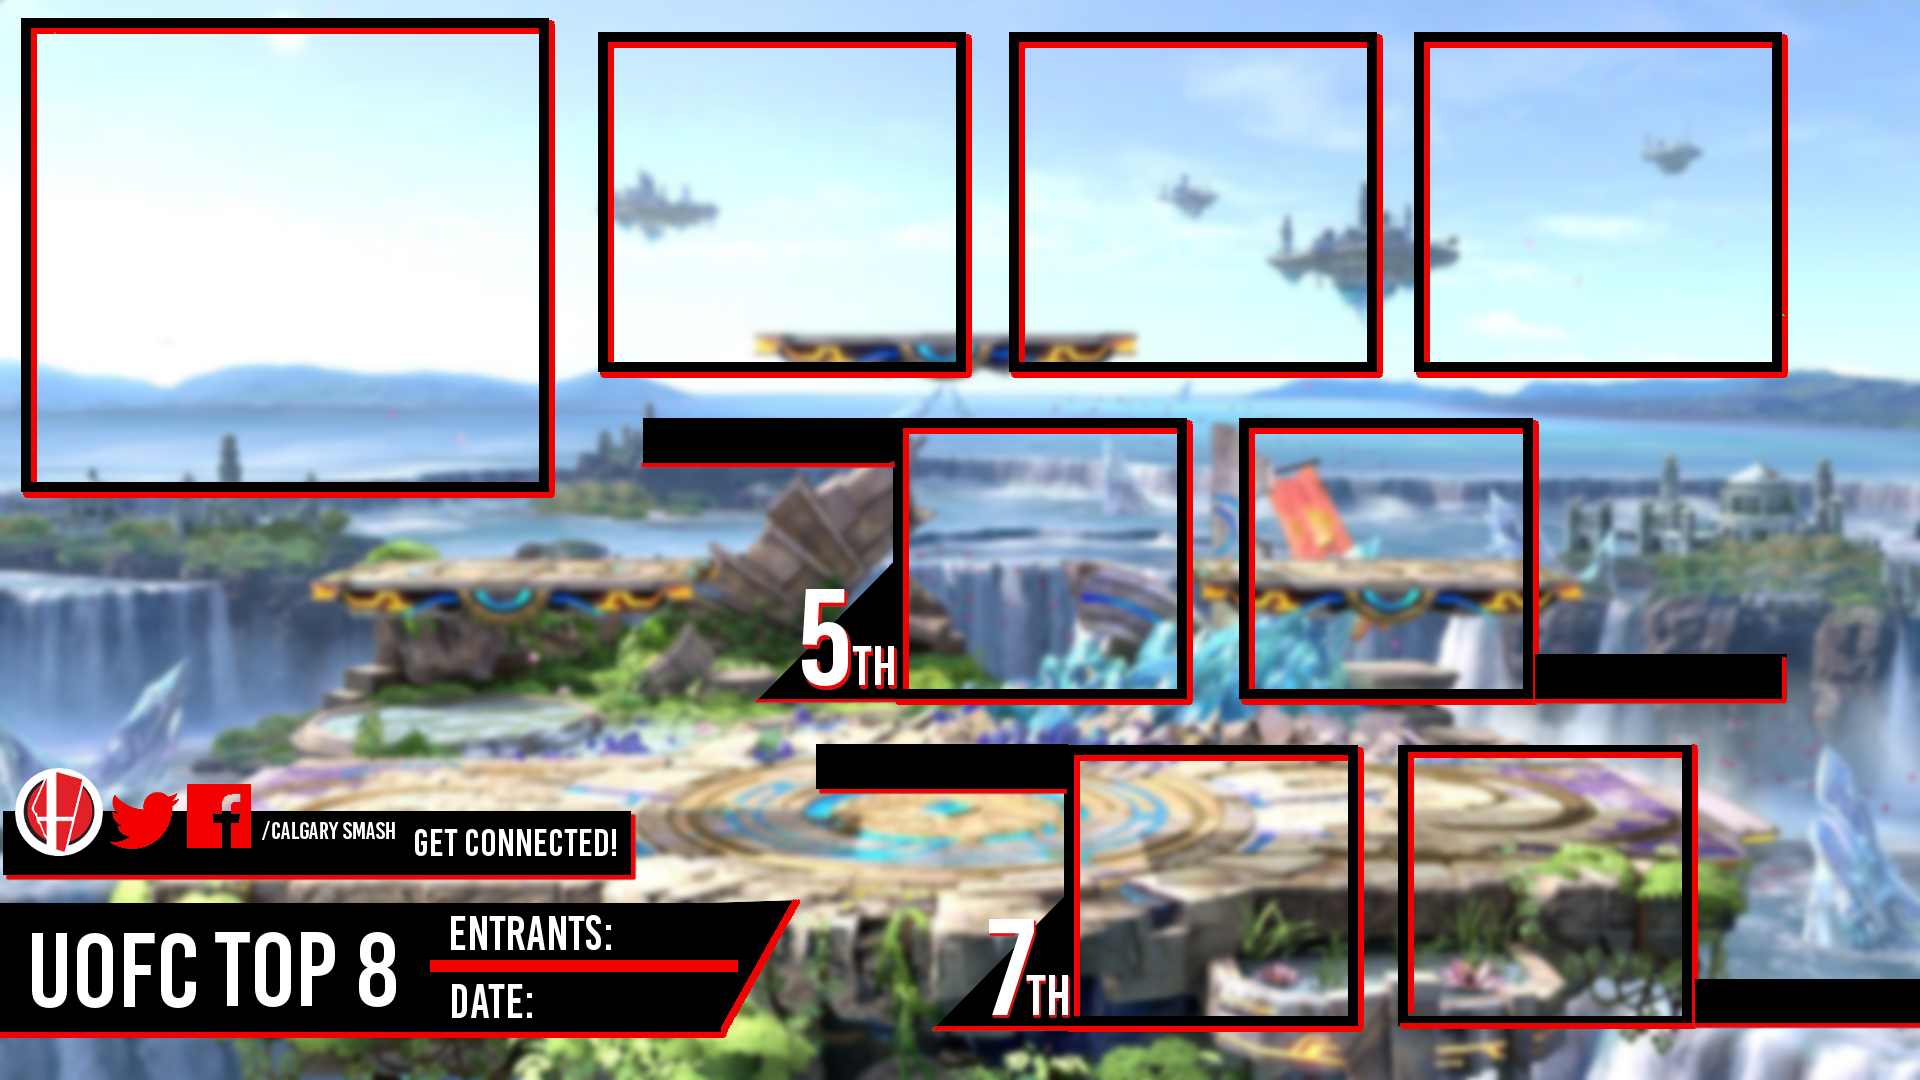 5TH
7TH
/CALGARY SMASH
GET CONNECTED!
UOFC TOP 8
ENTRANTS:
DATE: